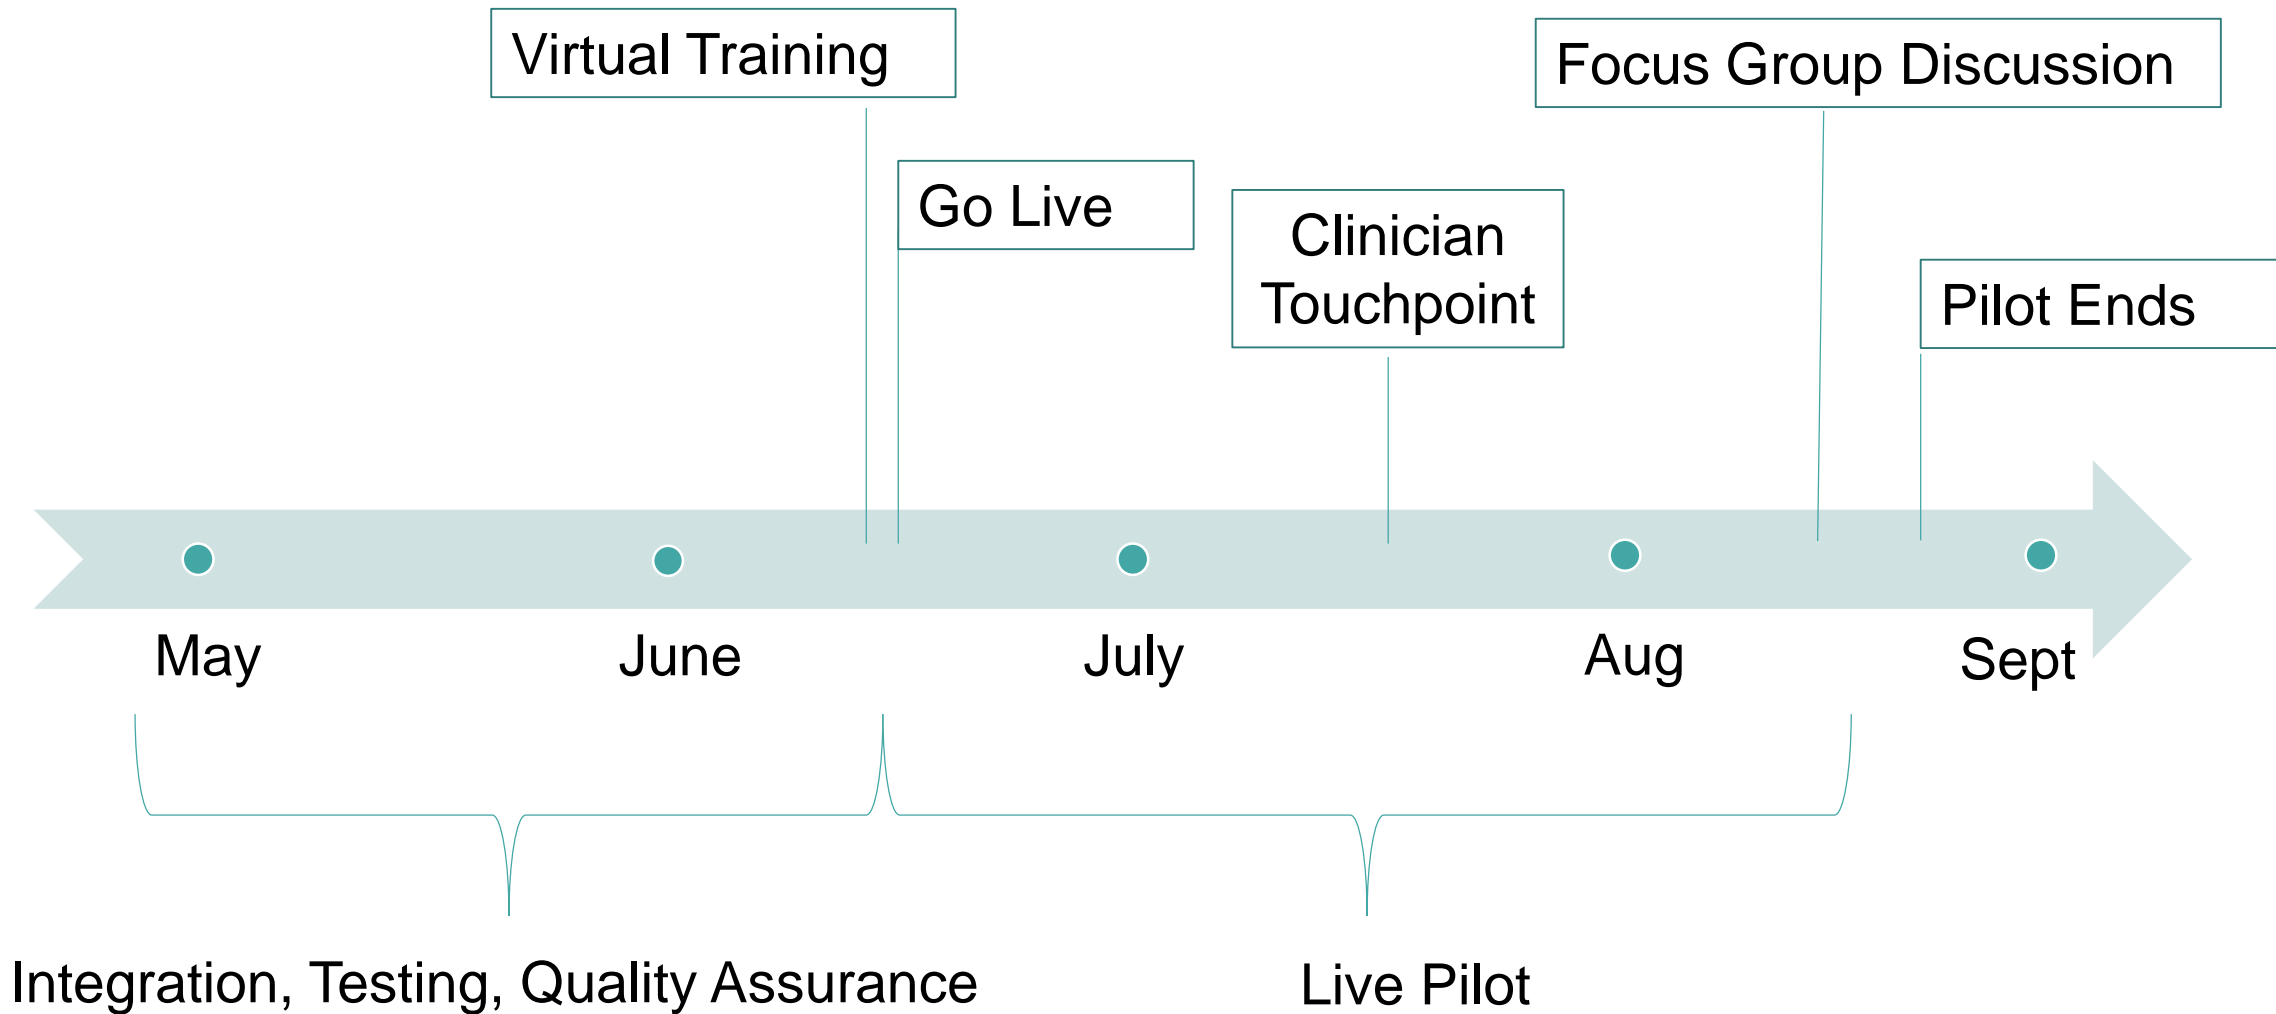 Virtual Training
Focus Group Discussion
Go Live
Clinician
Touchpoint
Pilot Ends
May
June
July
Aug
Sept
Integration, Testing, Quality Assurance
Live Pilot